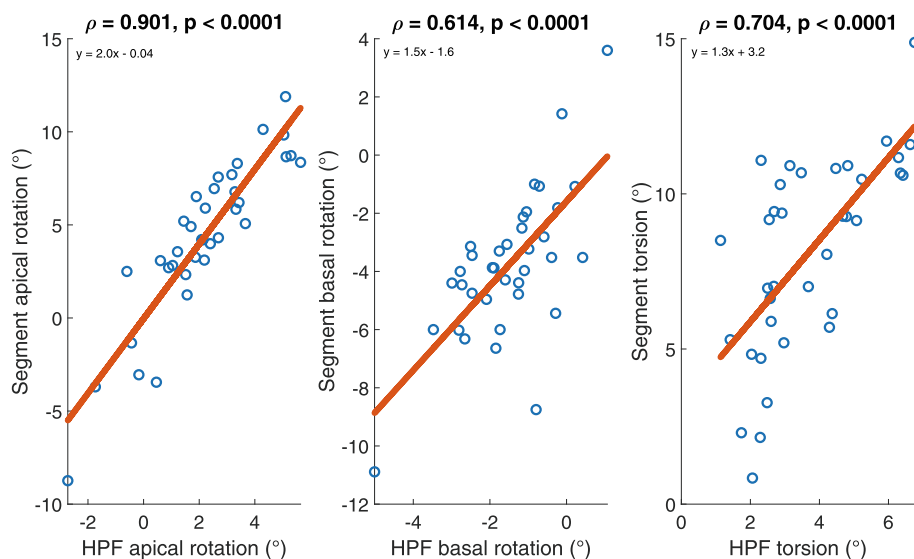 ρ = 0.901, p < 0.0001
y = 2.0x - 0.04
15
10
5
0
-5
-10
Segment apical rotation (°)
-2 0 2 4
HPF apical rotation (°)
ρ = 0.614, p < 0.0001
y = 1.5x - 1.6
4
2
0
-2
-4
-6
-8
-10
-12
Segment basal rotation (°)
-4 -2 0
HPF basal rotation (°)
ρ = 0.704, p < 0.0001
y = 1.3x + 3.2
15
10
5
0
Segment torsion (°)
0 2 4 6
HPF torsion (°)